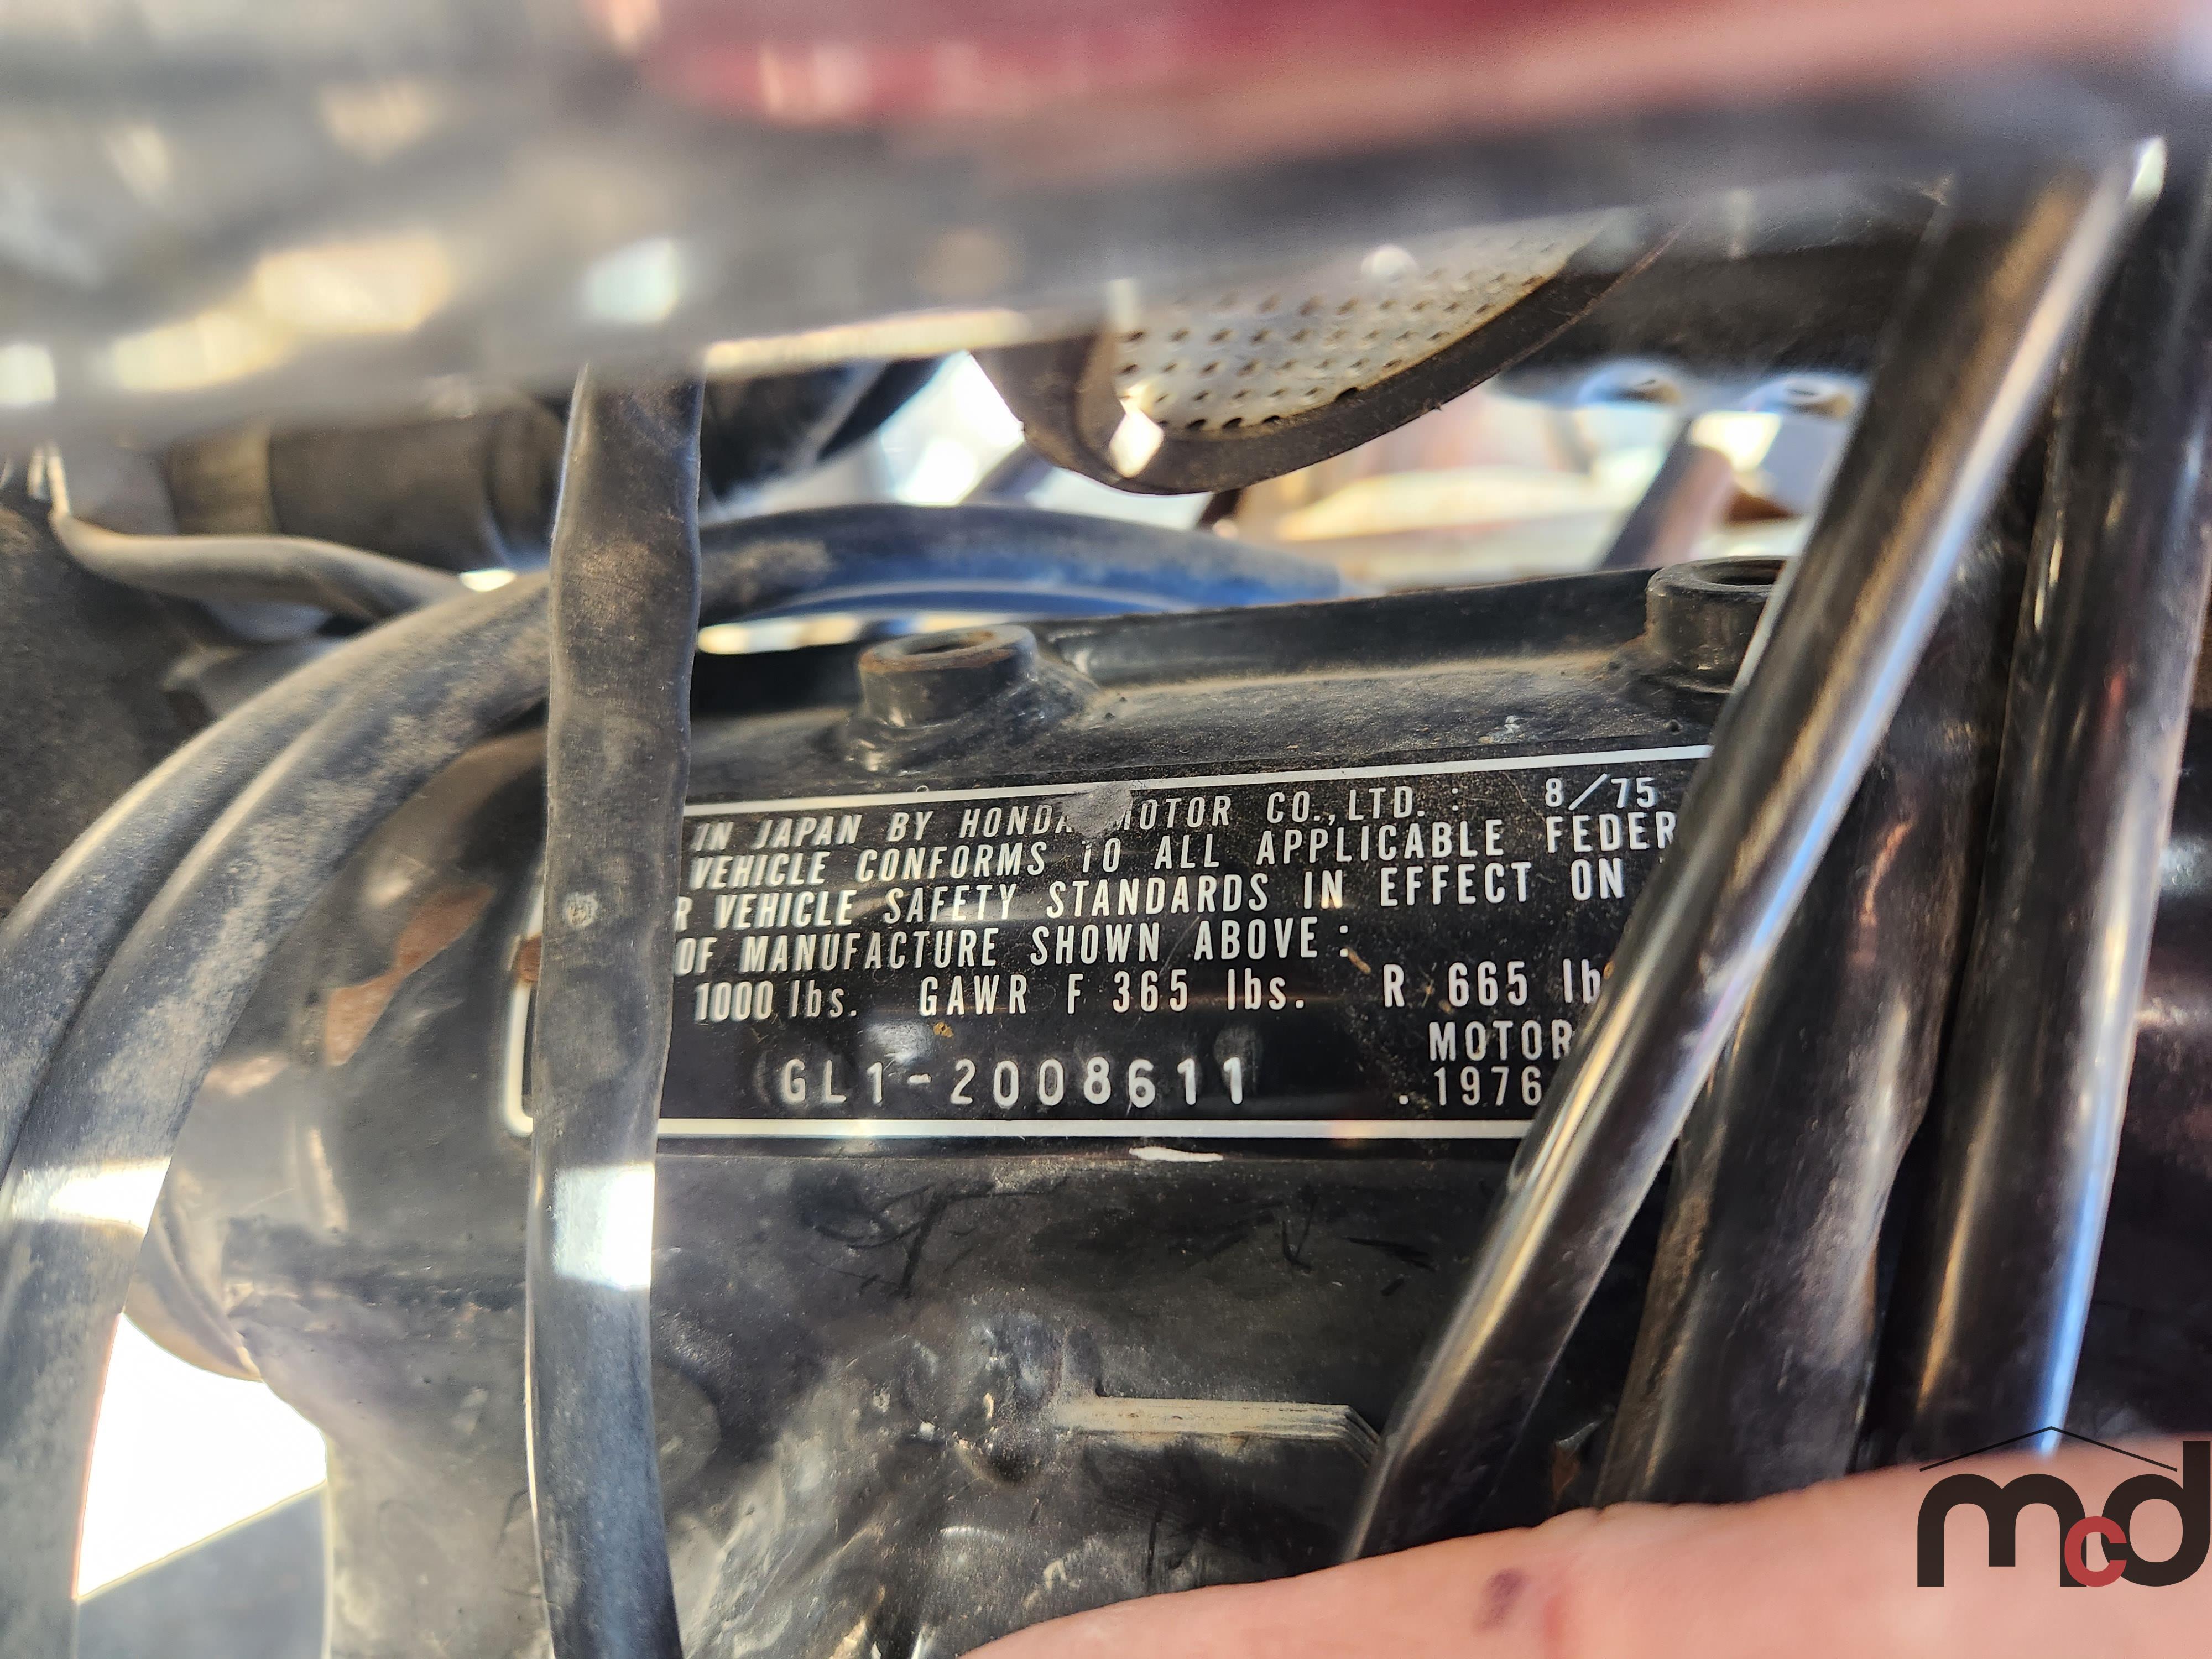 IN JAPAN BY HONDA MOTOR CO.,LTD. : 8/75
VEHICLE CONFORMS TO ALL APPLICABLE FEDER
R VEHICLE SAFETY STANDARDS IN EFFECT ON
OF MANUFACTURE SHOWN ABOVE :
1000 lbs. GAWR F 365 lbs. R 665 lb
MOTOR
GL1-2008611 . 1976
mcd